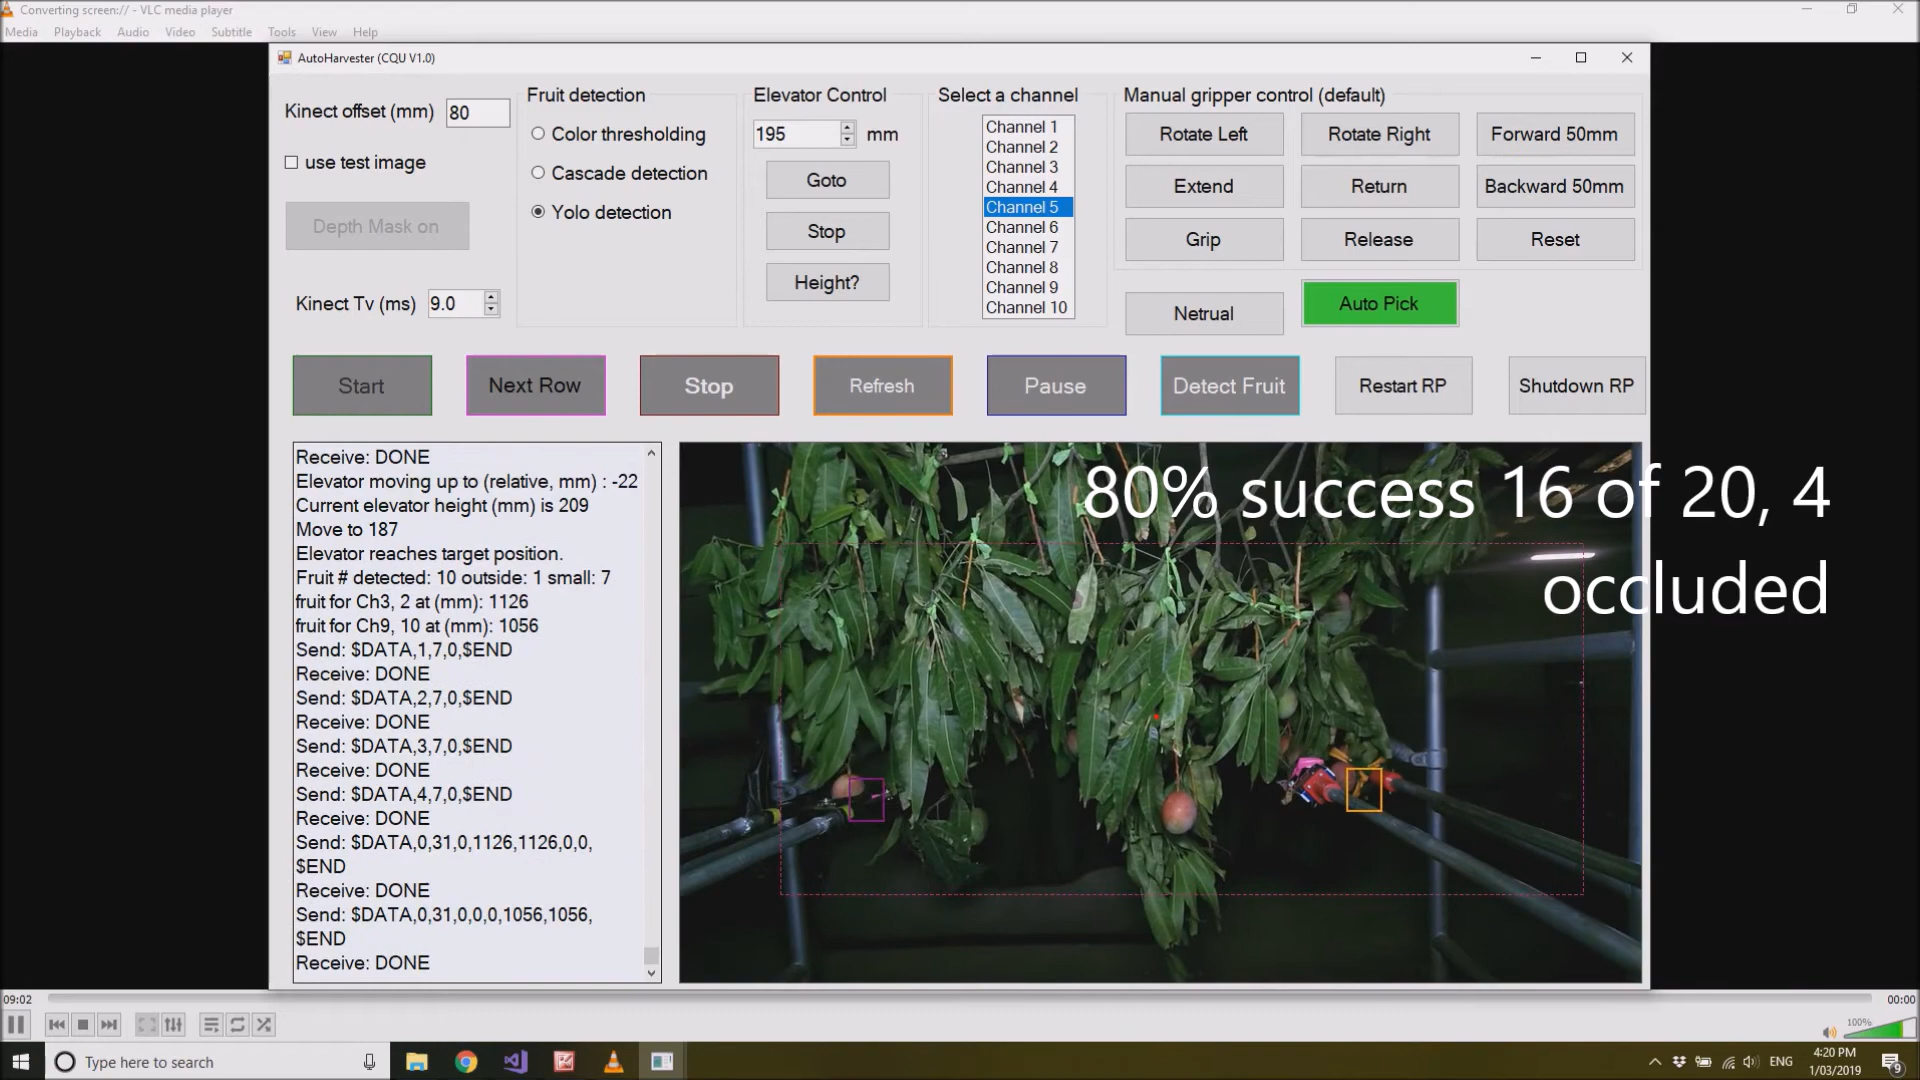 Converting screen:// - VLC media player
Media Playback Audio Video Subtitle Tools View Help
AutoHarvester (CQU V1.0)
Kinect offset (mm) 80
use test image
Depth Mask on
Kinect Tv (ms) 9.0
Fruit detection
Color thresholding
Cascade detection
Yolo detection
Elevator Control
195 mm
Goto
Stop
Height?
Select a channel
Channel 1
Channel 2
Channel 3
Channel 4
Channel 5
Channel 6
Channel 7
Channel 8
Channel 9
Channel 10
Manual gripper control (default)
Rotate Left Rotate Right Forward 50mm
Extend Return Backward 50mm
Grip Release Reset
Netrual Auto Pick
Start Next Row Stop Refresh Pause Detect Fruit Restart RP Shutdown RP
Receive: DONE
Elevator moving up to (relative, mm) : -22
Current elevator height (mm) is 209
Move to 187
Elevator reaches target position.
Fruit # detected: 10 outside: 1 small: 7
fruit for Ch3, 2 at (mm): 1126
fruit for Ch9, 10 at (mm): 1056
Send: $DATA,1,7,0,$END
Receive: DONE
Send: $DATA,2,7,0,$END
Receive: DONE
Send: $DATA,3,7,0,$END
Receive: DONE
Send: $DATA,4,7,0,$END
Receive: DONE
Send: $DATA,0,31,0,1126,1126,0,0,
$END
Receive: DONE
Send: $DATA,0,31,0,0,0,1056,1056,
$END
Receive: DONE
80% success 16 of 20, 4
occluded
09:02 00:00
100%
Type here to search
ENG
4:20 PM
1/03/2019
9